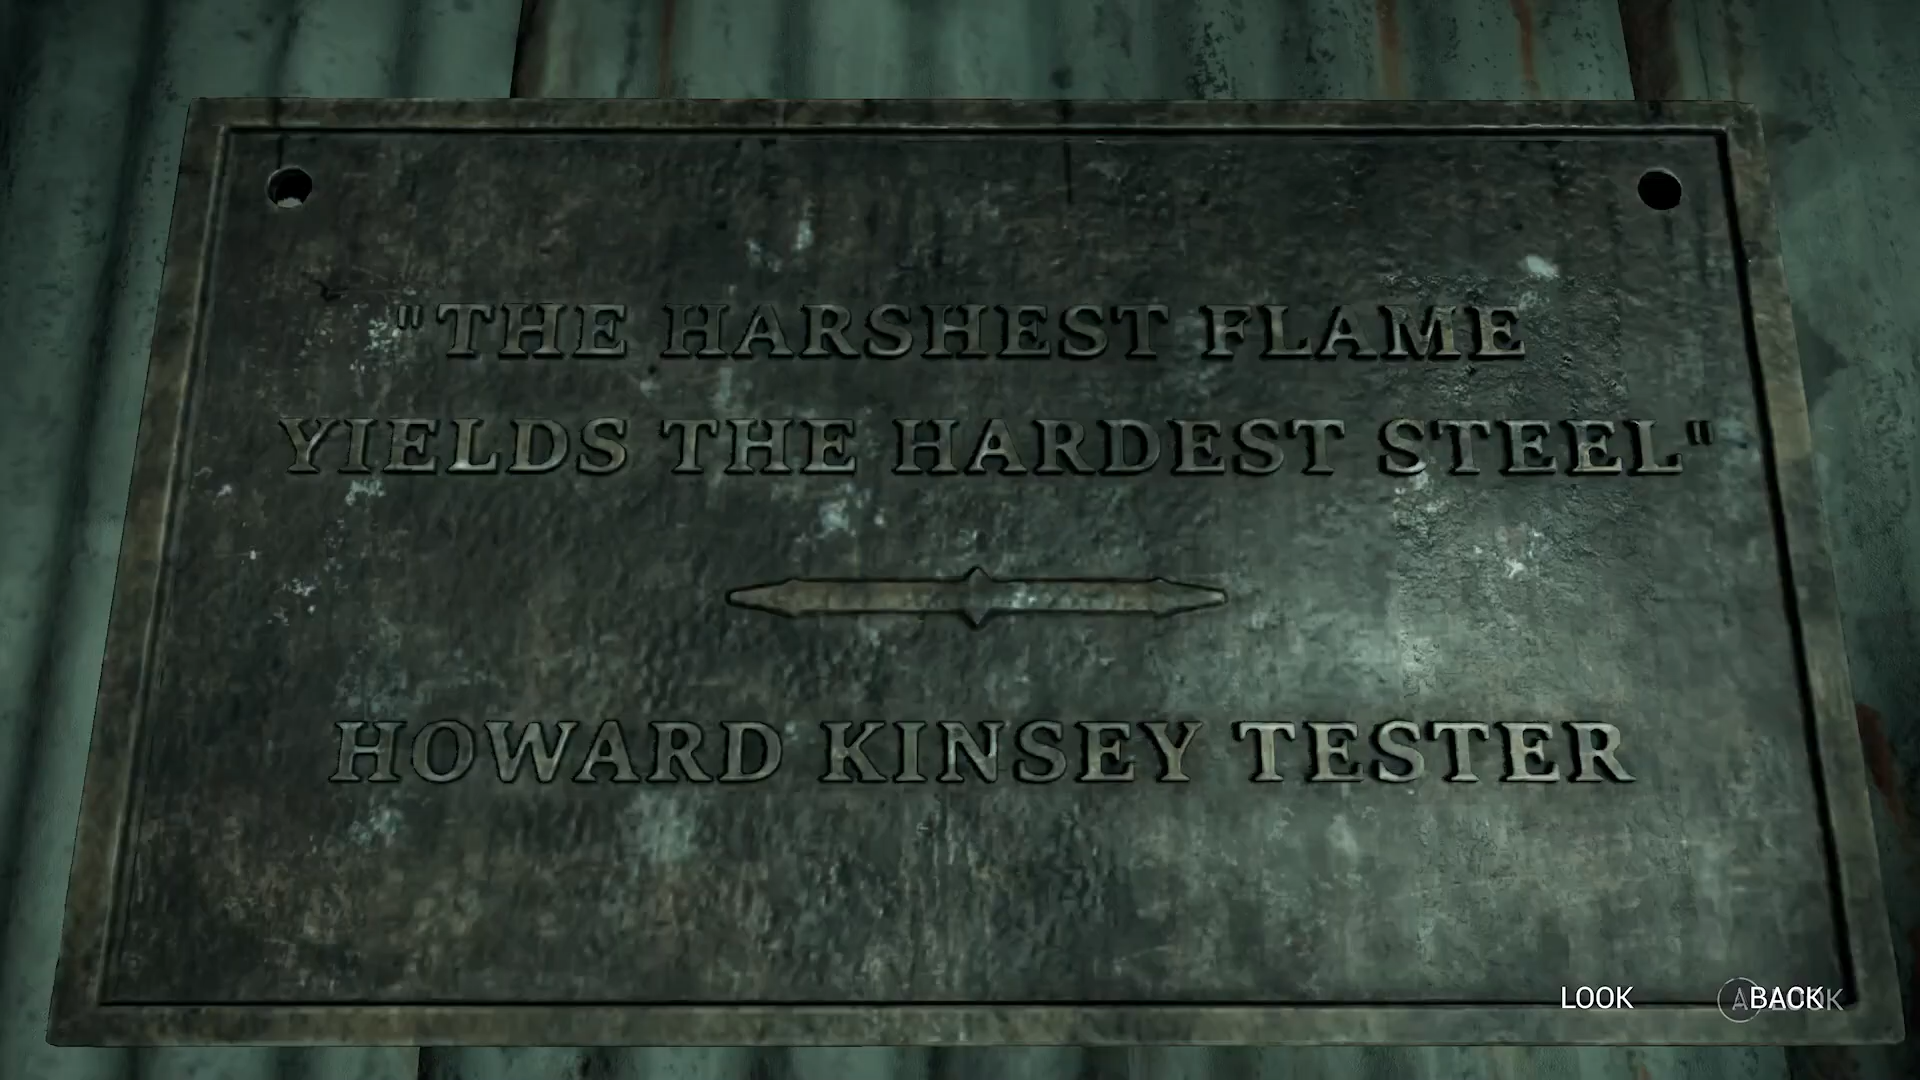 "THE HARSHEST FLAME
YIELDS THE HARDEST STEEL"
HOWARD KINSEY TESTER
LOOK
BACK